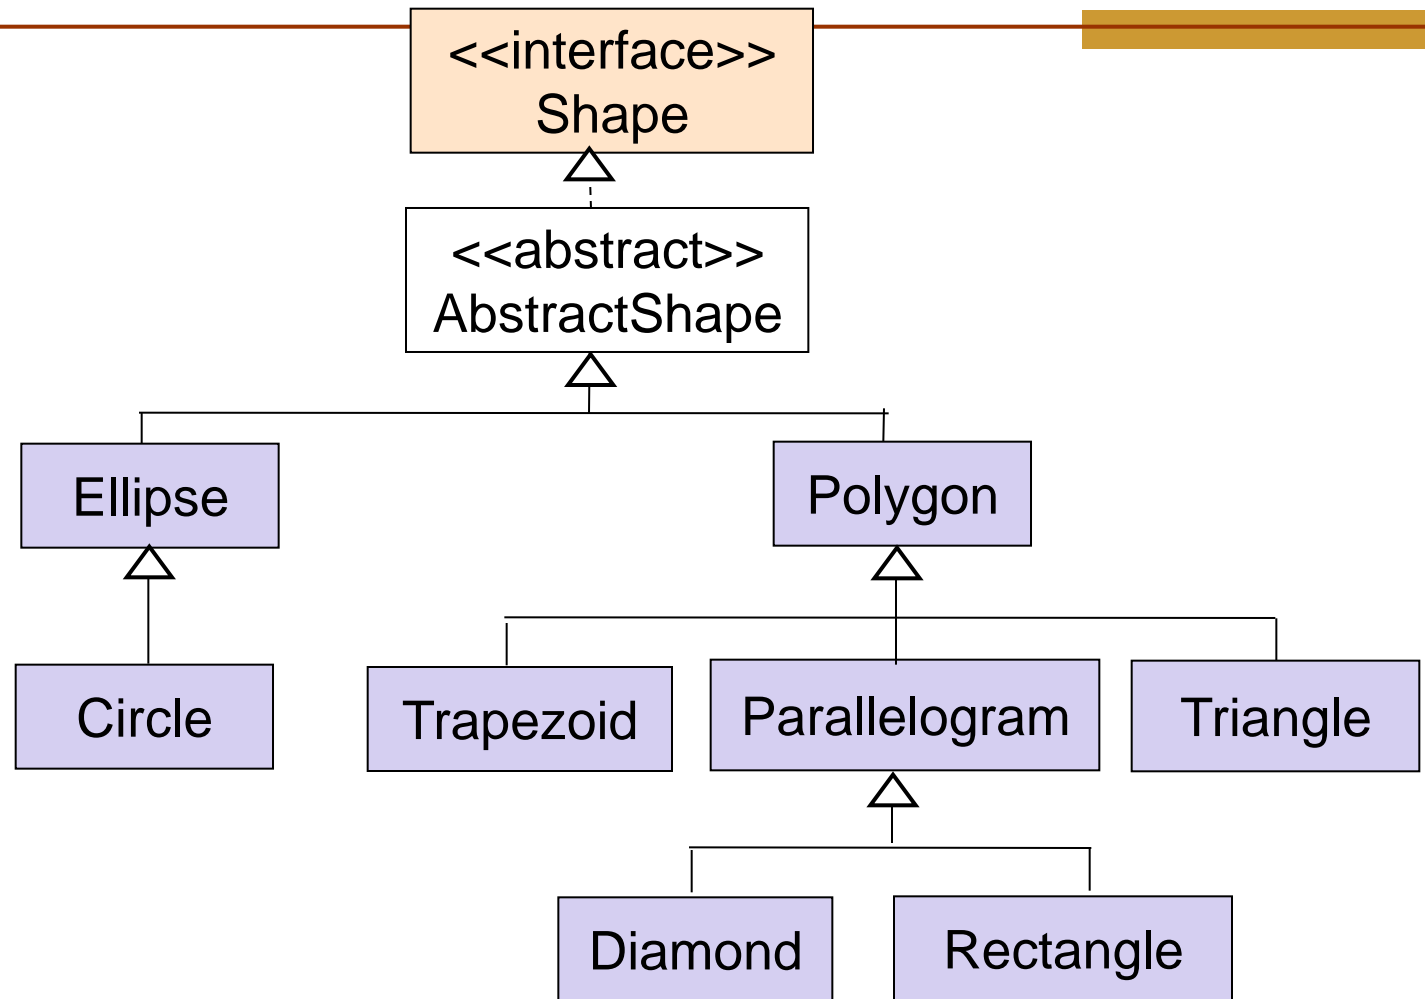 <<interface>>
Shape
<<abstract>>
AbstractShape
Ellipse
Polygon
Circle
Trapezoid
Parallelogram
Triangle
Diamond
Rectangle